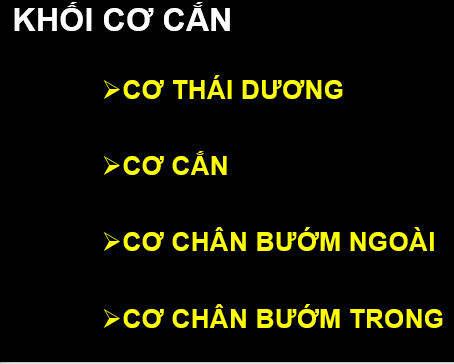 KHỐI CƠ CẮN
➢CƠ THÁI DƯƠNG
➢CƠ CẮN
➢CƠ CHÂN BƯỚM NGOÀI
➢CƠ CHÂN BƯỚM TRONG